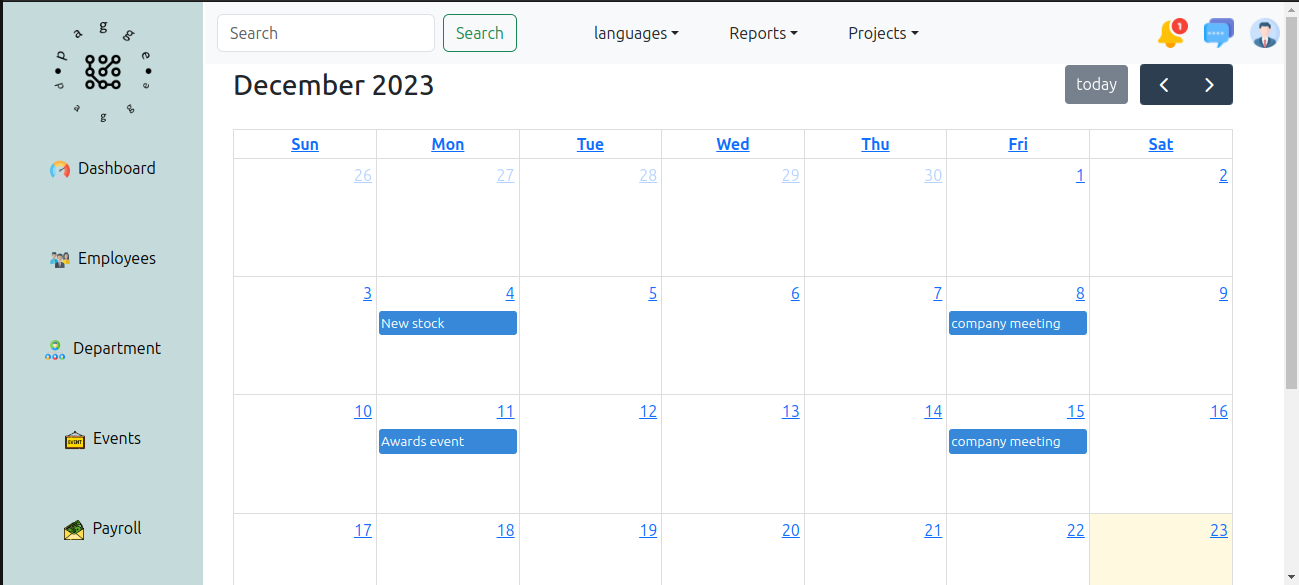 p a g g e
d a g g e
Search
Search
languages
Reports
Projects
1
December 2023
today
Dashboard
Employees
Department
EVENT Events
Payroll
Sun Mon Tue Wed Thu Fri Sat
26 27 28 29 30 1 2
3 4 5 6 7 8 9
New stock company meeting
10 11 12 13 14 15 16
Awards event company meeting
17 18 19 20 21 22 23